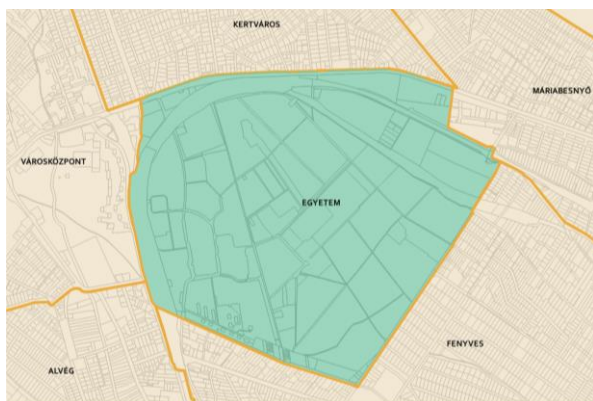 KERTVÁROS
MÁRIABESNYŐ
VÁROSKÖZPONT
EGYETEM
FENYVES
ALVÉG